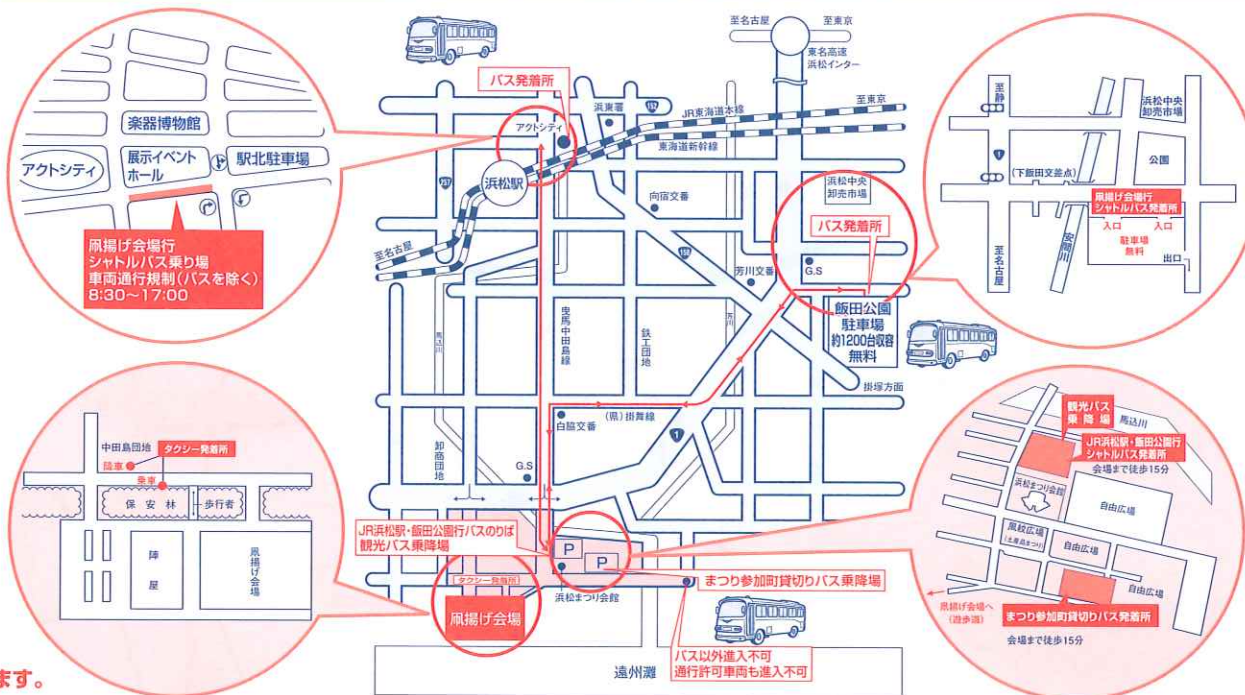 楽器博物館
アクトシティ
展示イベント
ホール
駅北駐車場
凧揚げ会場行
シャトルバス乗り場
車両通行規制(バスを除く)
8:30～17:00
バス発着所
アクトシティ
浜東署
152
JR東海道本線
至東京
東海道新幹線
浜松駅
257
至名古屋
向宿交番
150
至名古屋
至東京
東名高速
浜松インター
浜松中央
卸売市場
バス発着所
G.S
芳川交番
芳川
飯田公園
駐車場
約1200台収容
無料
掛塚方面
馬込川
曳馬中田島線
鉄工団地
(県)掛舞線
白脇交番
1
卸商団地
G.S
JR浜松駅・飯田公園行バスのりば
観光バス乗降場
P
P
タクシー発着所
凧揚げ会場
浜松まつり会館
まつり参加町貸切りバス乗降場
バス以外進入不可
通行許可車両も進入不可
遠州灘
至静
1
(下飯田交差点)
至名古屋
安間川
浜松中央
卸売市場
公園
凧揚げ会場行
シャトルバス発着所
入口
入口
駐車場
無料
出口
中田島団地
タクシー発着所
降車
乗車
保安林
歩行者
陣屋
凧揚げ会場
観光バス
乗降場
馬込川
JR浜松駅・飯田公園行
シャトルバス発着所
会場まで徒歩15分
浜松まつり会館
自由広場
風紋広場
自由広場
自由広場
凧揚げ会場へ
(遊歩道)
まつり参加町貸切りバス発着所
会場まで徒歩15分
ます。